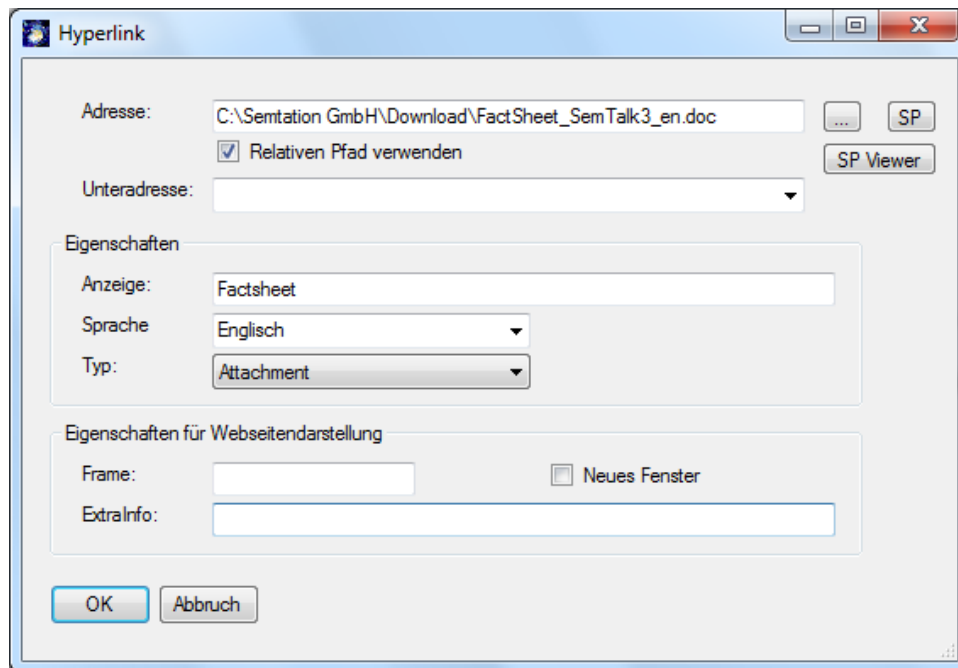 Hyperlink
Adresse: C:\Semtation GmbH\Download\FactSheet_SemTalk3_en.doc ... SP
Relativen Pfad verwenden SP Viewer
Unteradresse:
Eigenschaften
Anzeige: Factsheet
Sprache Englisch
Typ: Attachment
Eigenschaften für Webseitendarstellung
Frame: Neues Fenster
ExtraInfo:
OK Abbruch